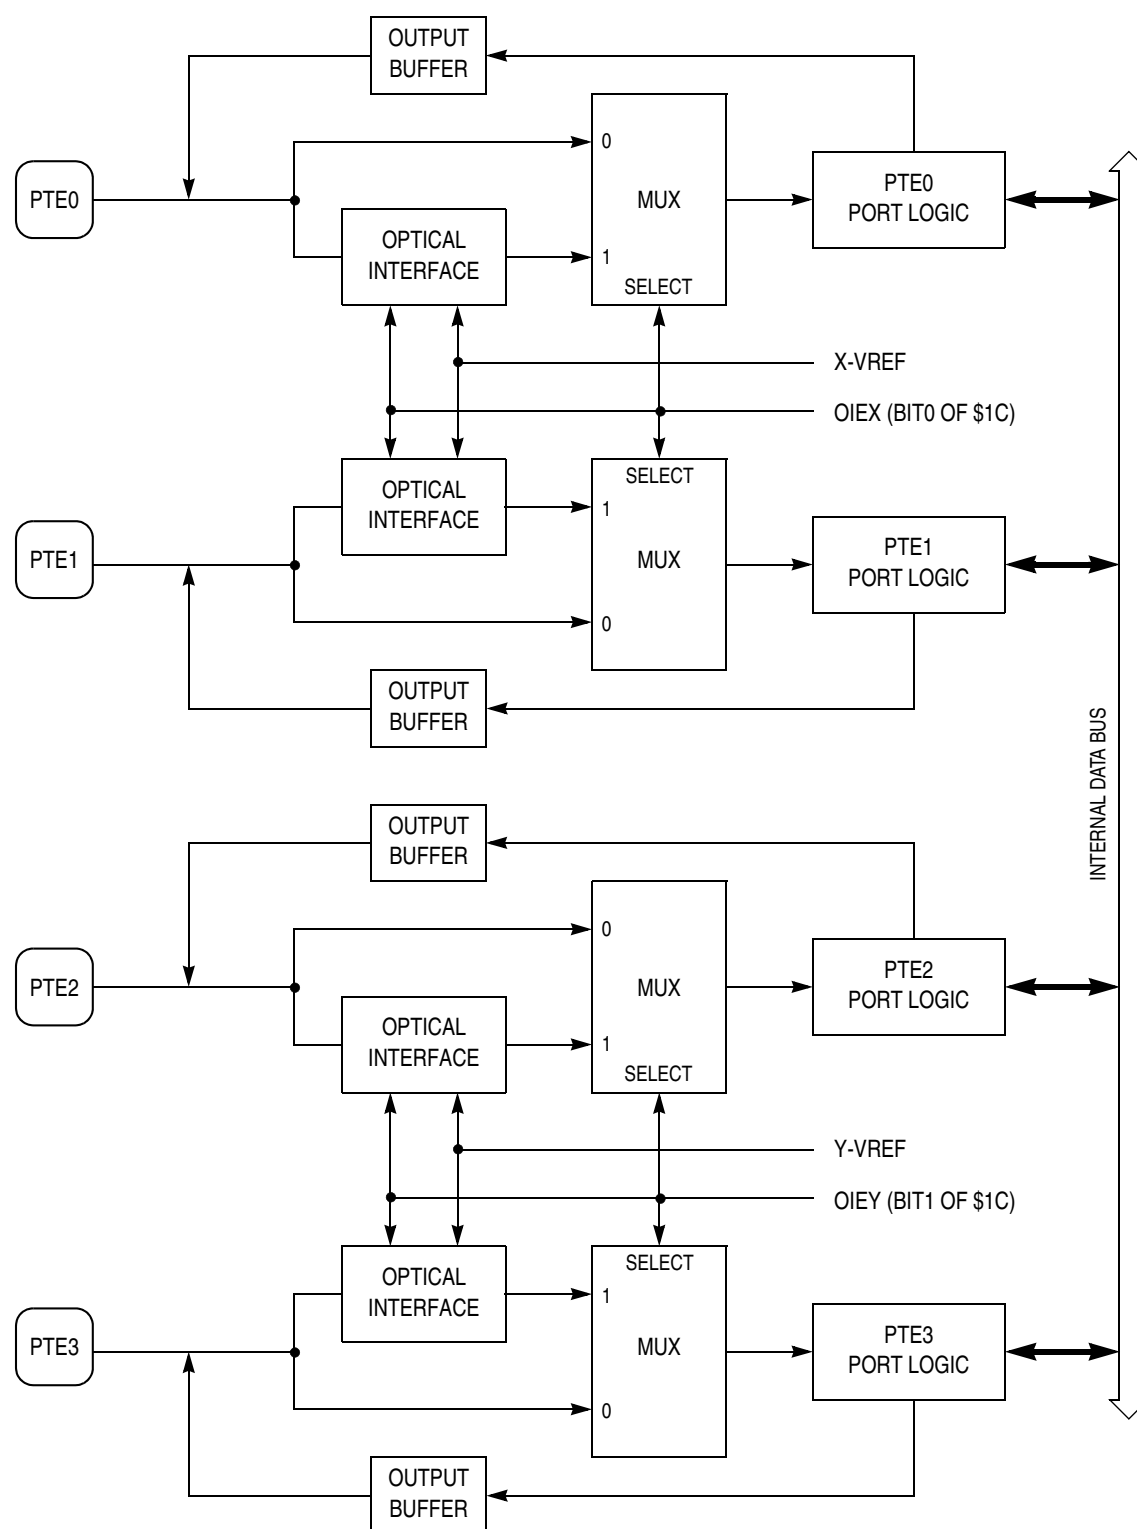 OUTPUT
BUFFER
0
MUX
PTE0
PTE0
PORT LOGIC
OPTICAL
INTERFACE
1
SELECT
X-VREF
OIEX (BIT0 OF $1C)
OPTICAL
INTERFACE
SELECT
1
MUX
PTE1
PTE1
PORT LOGIC
0
OUTPUT
BUFFER
INTERNAL DATA BUS
OUTPUT
BUFFER
0
MUX
PTE2
PTE2
PORT LOGIC
OPTICAL
INTERFACE
1
SELECT
Y-VREF
OIEY (BIT1 OF $1C)
OPTICAL
INTERFACE
SELECT
1
MUX
PTE3
PTE3
PORT LOGIC
0
OUTPUT
BUFFER